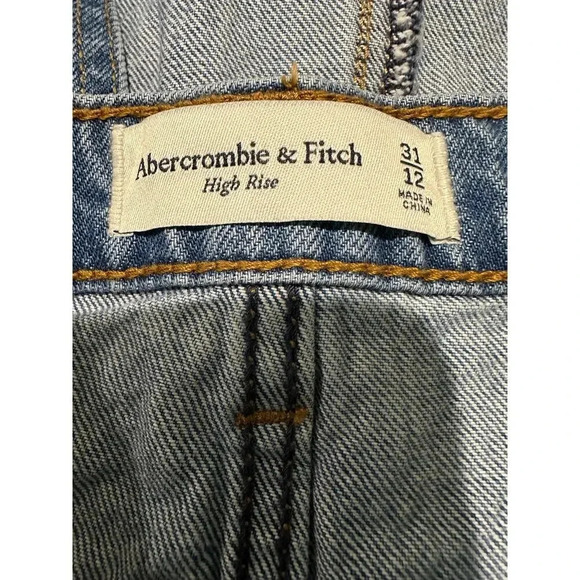 Abercrombie & Fitch
High Rise
31
12
MADE IN
CHINA